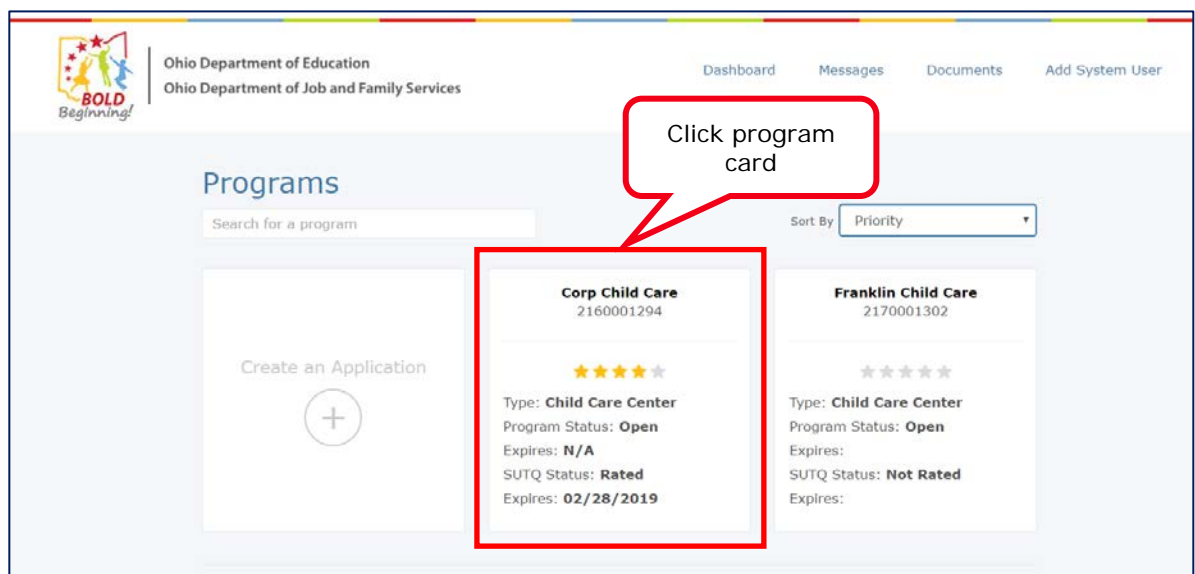 BOLD
Beginning!
Ohio Department of Education
Ohio Department of Job and Family Services
Dashboard Messages Documents Add System User
Click program
card
Programs
Search for a program
Sort By Priority
Create an Application
+
Corp Child Care
2160001294
Type: Child Care Center
Program Status: Open
Expires: N/A
SUTQ Status: Rated
Expires: 02/28/2019
Franklin Child Care
2170001302
Type: Child Care Center
Program Status: Open
Expires:
SUTQ Status: Not Rated
Expires: